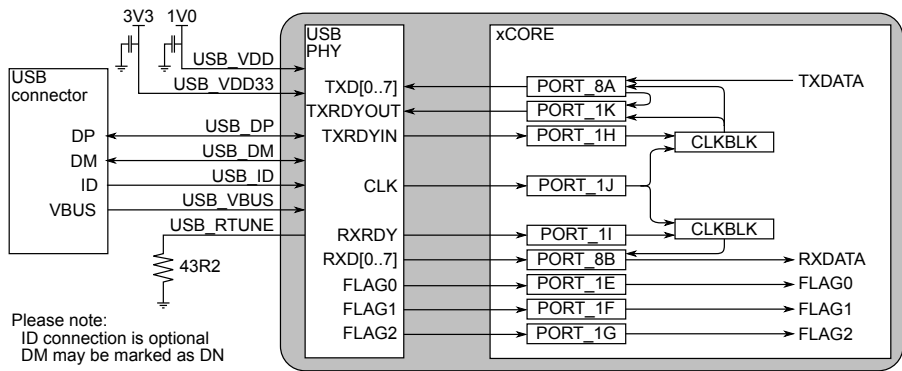 3V3
1V0
USB_VDD
USB_VDD33
USB
connector
DP
DM
ID
VBUS
USB_DP
USB_DM
USB_ID
USB_VBUS
USB_RTUNE
43R2
Please note:
ID connection is optional
DM may be marked as DN
USB
PHY
TXD[0..7]
TXRDYOUT
TXRDYIN
CLK
RXRDY
RXD[0..7]
FLAG0
FLAG1
FLAG2
xCORE
PORT_8A
PORT_1K
PORT_1H
PORT_1J
PORT_1I
PORT_8B
PORT_1E
PORT_1F
PORT_1G
CLKBLK
CLKBLK
TXDATA
RXDATA
FLAG0
FLAG1
FLAG2